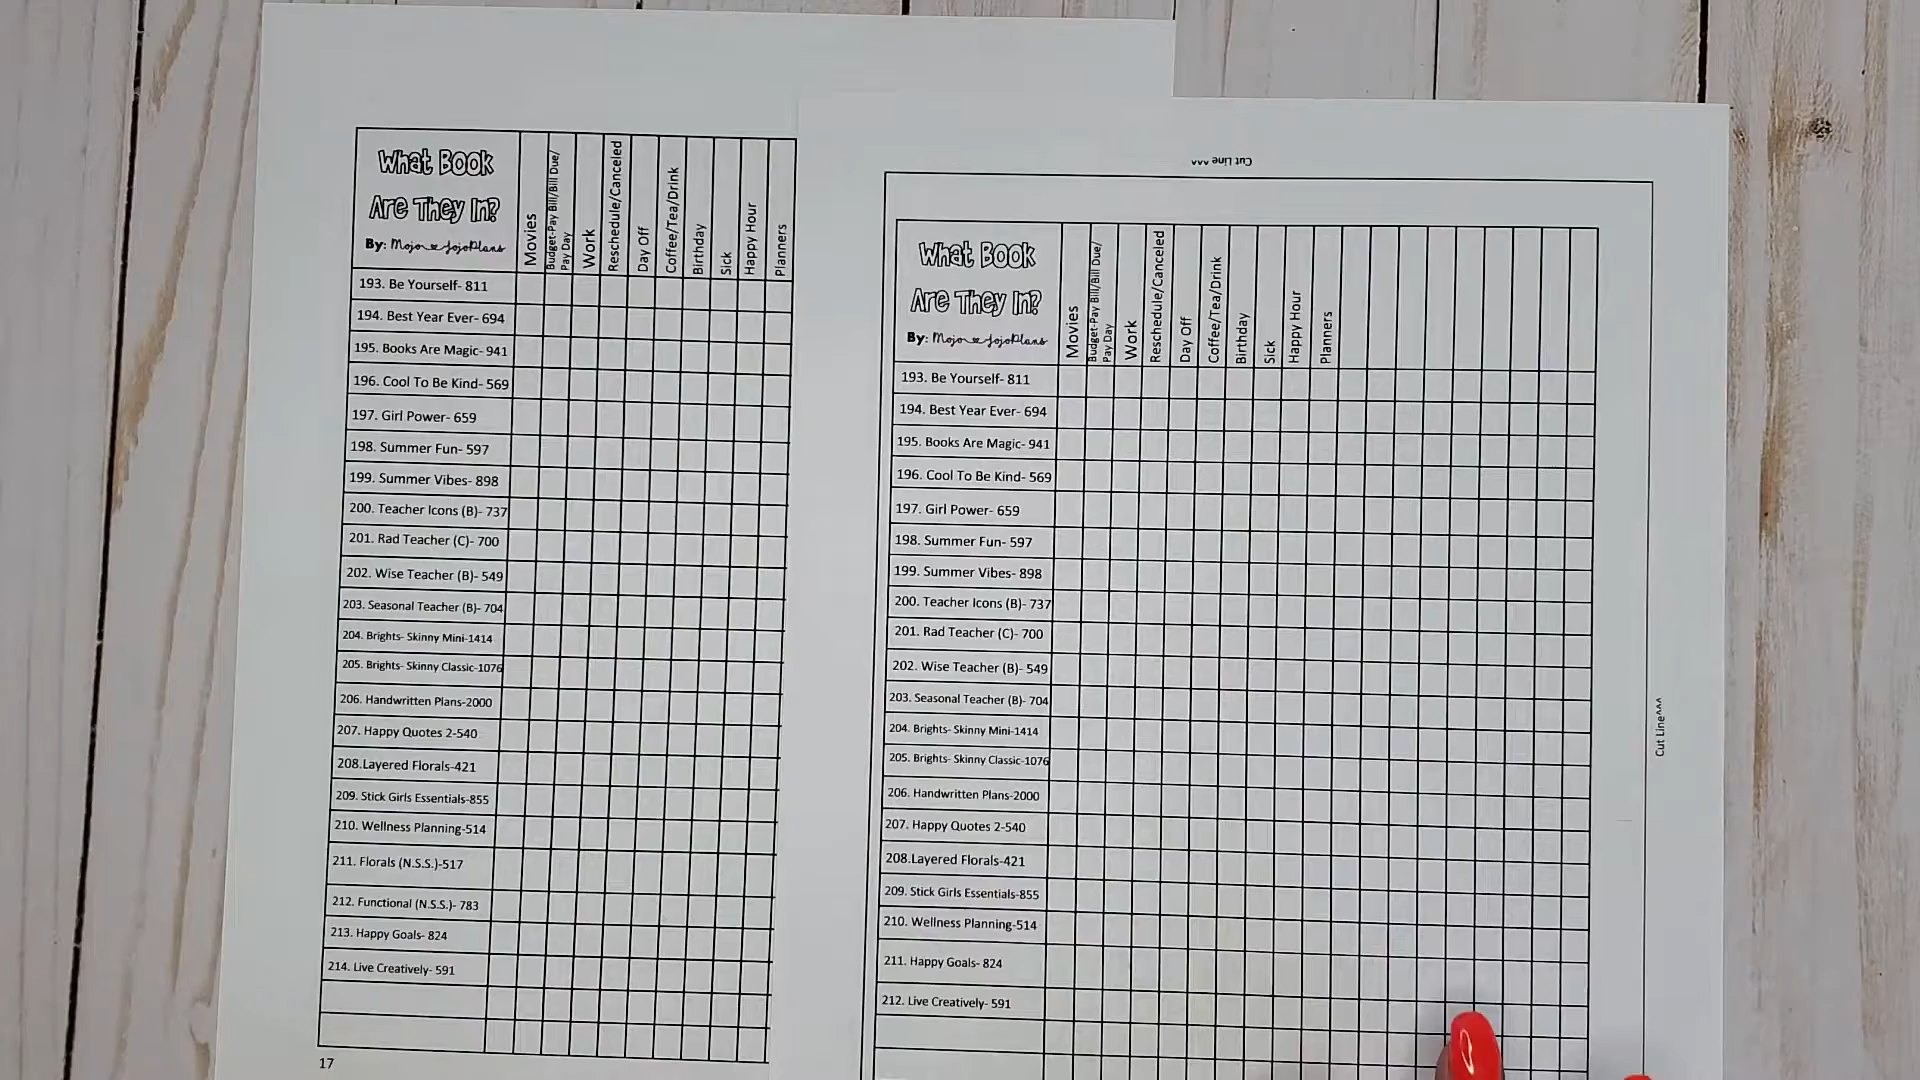 What Book
Are They In?
By: Mojo JojoPlans
Movies
Budget-Pay Bill/Bill Due/
Pay Day
Work
Reschedule/Canceled
Day Off
Coffee/Tea/Drink
Birthday
Sick
Happy Hour
Planners
193. Be Yourself- 811
194. Best Year Ever- 694
195. Books Are Magic- 941
196. Cool To Be Kind- 569
197. Girl Power- 659
198. Summer Fun- 597
199. Summer Vibes- 898
200. Teacher Icons (B)- 737
201. Rad Teacher (C)- 700
202. Wise Teacher (B)- 549
203. Seasonal Teacher (B)- 704
204. Brights- Skinny Mini-1414
205. Brights- Skinny Classic-1076
206. Handwritten Plans-2000
207. Happy Quotes 2-540
208.Layered Florals-421
209. Stick Girls Essentials-855
210. Wellness Planning-514
211. Florals (N.S.S.)-517
212. Functional (N.S.S.)- 783
213. Happy Goals- 824
214. Live Creatively- 591
17
Cut Line ^^^
What Book
Are They In?
By: Mojo JojoPlans
Movies
Budget-Pay Bill/Bill Due/
Pay Day
Work
Reschedule/Canceled
Day Off
Coffee/Tea/Drink
Birthday
Sick
Happy Hour
Planners
193. Be Yourself- 811
194. Best Year Ever- 694
195. Books Are Magic- 941
196. Cool To Be Kind- 569
197. Girl Power- 659
198. Summer Fun- 597
199. Summer Vibes- 898
200. Teacher Icons (B)- 737
201. Rad Teacher (C)- 700
202. Wise Teacher (B)- 549
203. Seasonal Teacher (B)- 704
204. Brights- Skinny Mini-1414
205. Brights- Skinny Classic-1076
206. Handwritten Plans-2000
207. Happy Quotes 2-540
208.Layered Florals-421
209. Stick Girls Essentials-855
210. Wellness Planning-514
211. Happy Goals- 824
212. Live Creatively- 591
Cut Line^^^